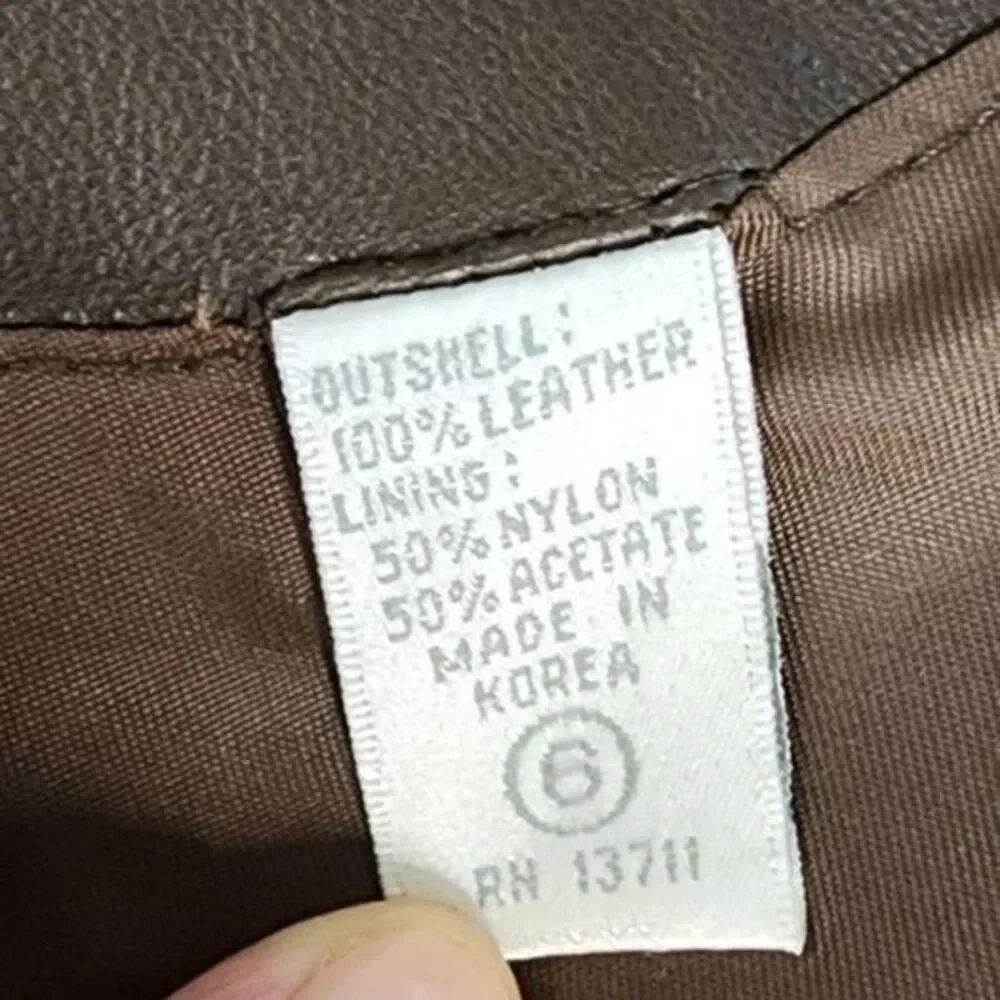 OUTSHELL:
100% LEATHER
LINING:
50% NYLON
50% ACETATE
MADE IN
KOREA
6
RN 13711